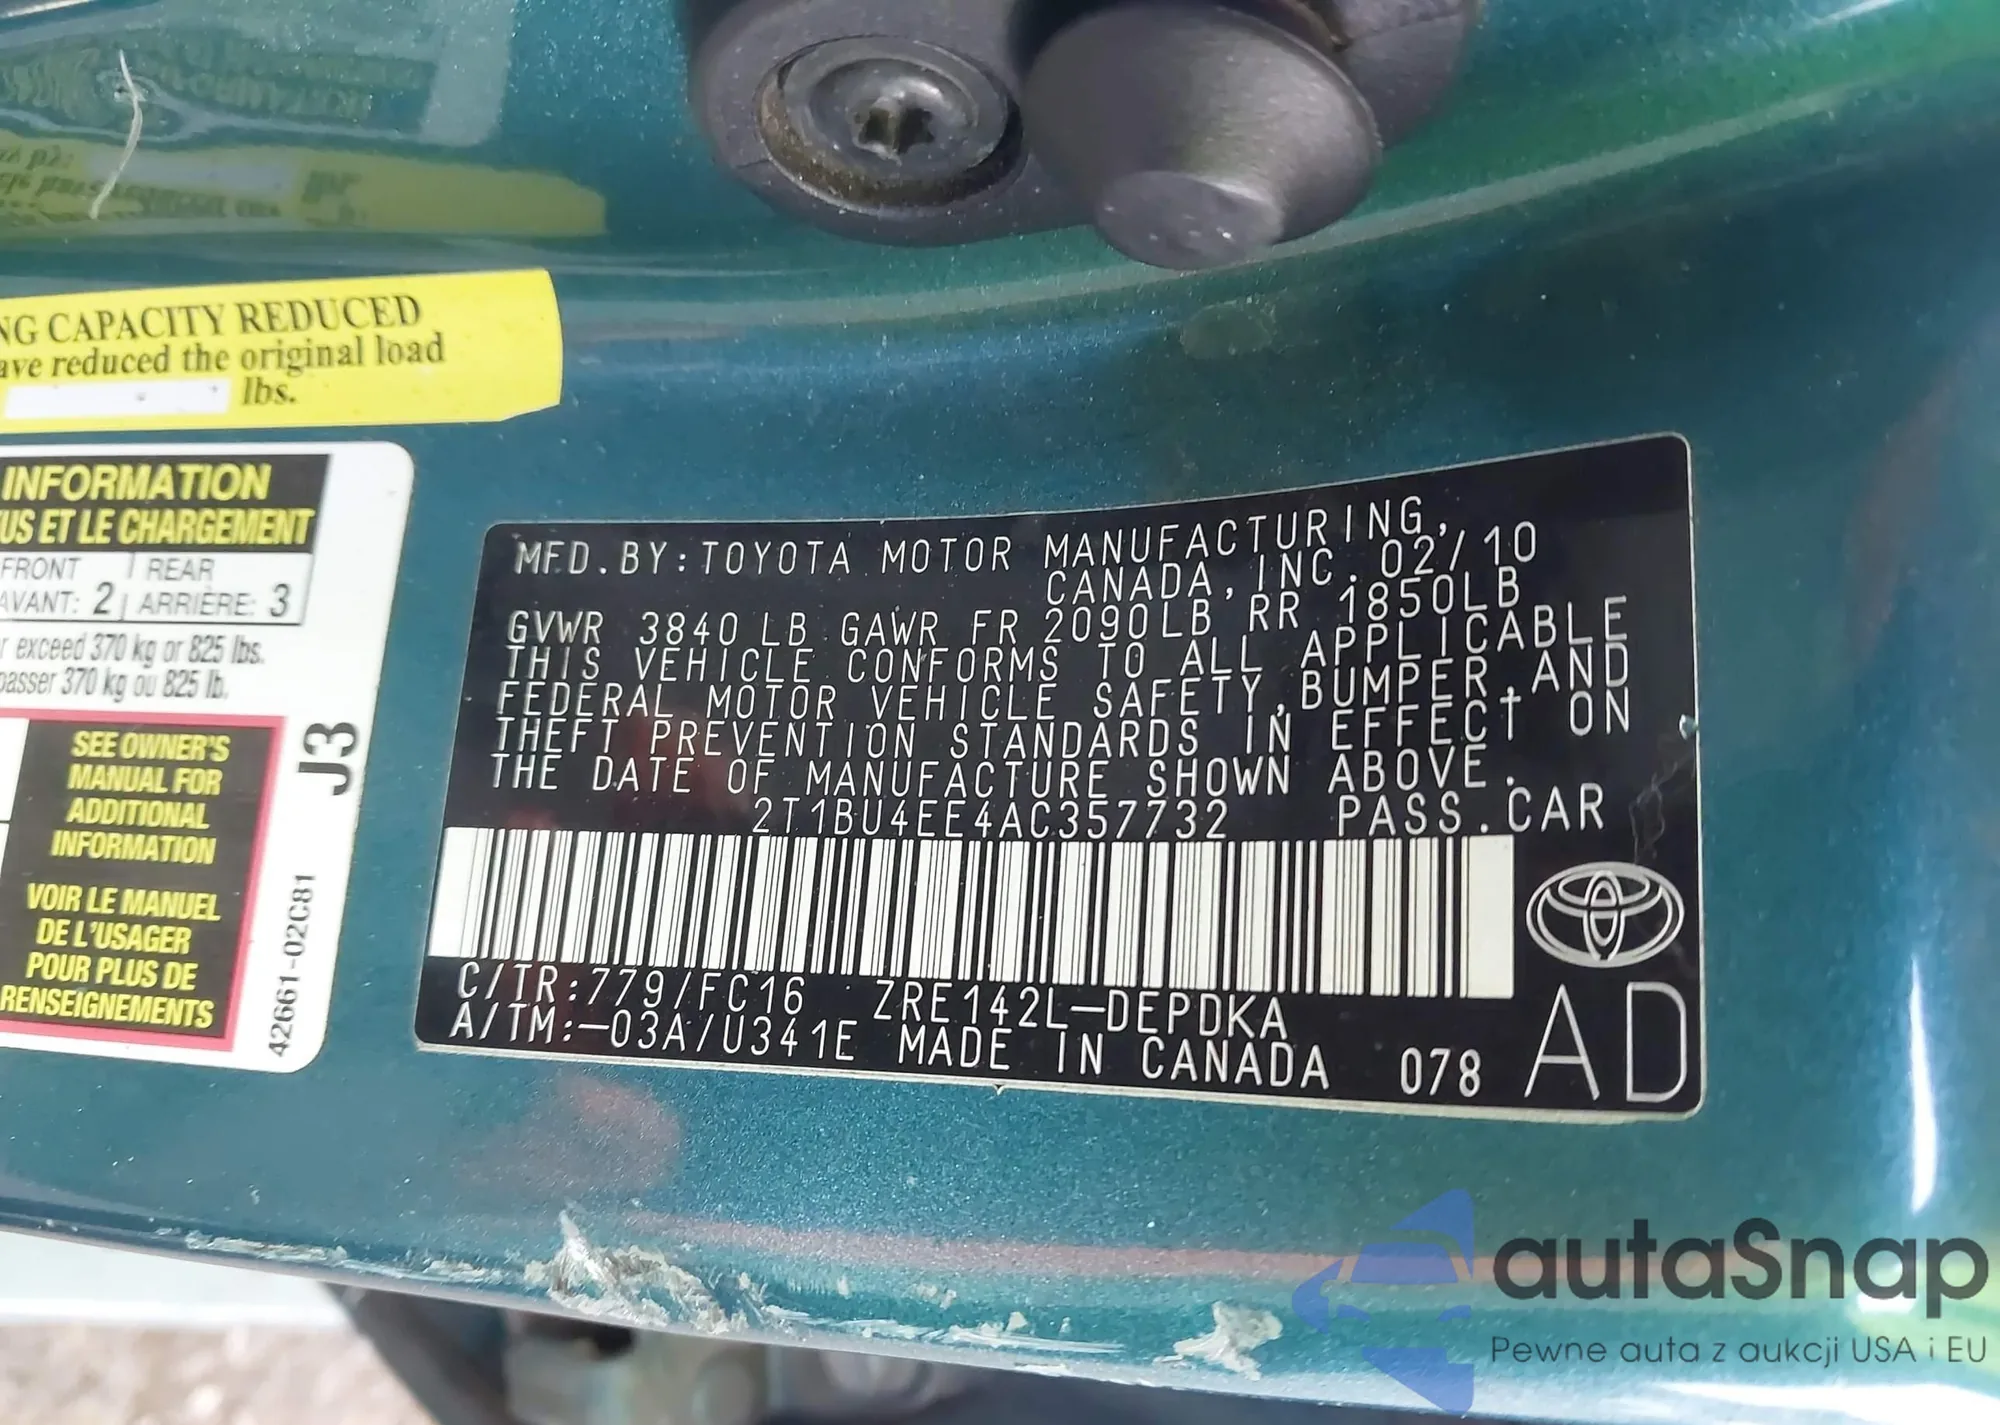 NG CAPACITY REDUCED
ave reduced the original load
lbs.
INFORMATION
US ET LE CHARGEMENT
FRONT | REAR
AVANT: 2 | ARRIÈRE: 3
r exceed 370 kg or 825 lbs.
passer 370 kg ou 825 lb.
SEE OWNER'S
MANUAL FOR
ADDITIONAL
INFORMATION
VOIR LE MANUEL
DE L'USAGER
POUR PLUS DE
RENSEIGNEMENTS
J3
42661-02C81
MFD. BY: TOYOTA MOTOR MANUFACTURING,
CANADA, INC. 02/10
GVWR 3840LB GAWR FR 2090LB RR 1850LB
THIS VEHICLE CONFORMS TO ALL APPLICABLE
FEDERAL MOTOR VEHICLE SAFETY, BUMPER, AND
THEFT PREVENTION STANDARDS IN EFFECT ON
THE DATE OF MANUFACTURE SHOWN ABOVE.
2T1BU4EE4AC357732 PASS. CAR
C/TR:779/FC16 ZRE142L-DEPDKA
A/TM:-03A/U341E MADE IN CANADA 078
AD
autaSnap
Pewne auta z aukcji USA i EU